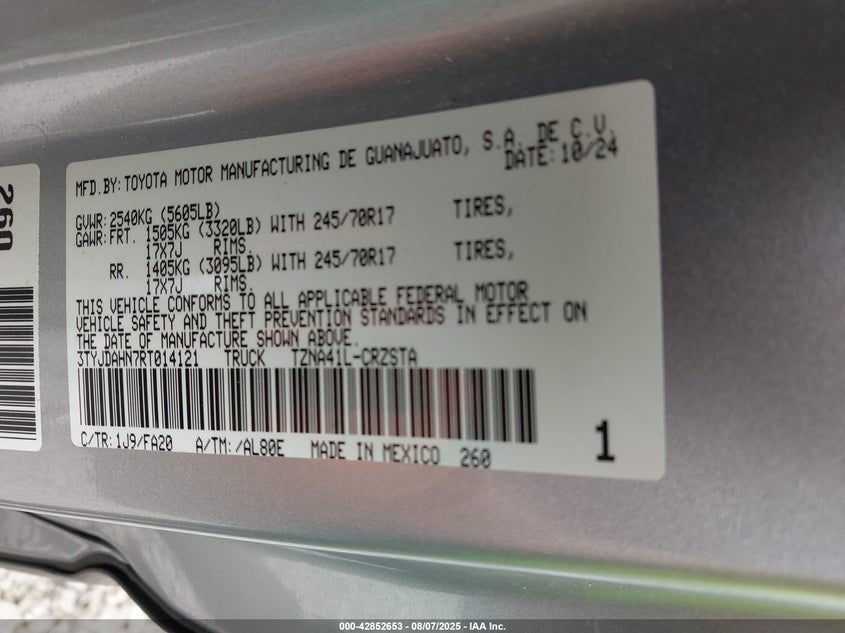 MFD.BY:TOYOTA MOTOR MANUFACTURING DE GUANAJUATO, S.A. DE C.V.
DATE:10/24
GVWR:2540KG (5605LB)
GAWR:FRT. 1505KG (3320LB) WITH 245/70R17 TIRES,
17X7J RIMS.
RR. 1405KG (3095LB) WITH 245/70R17 TIRES,
17X7J RIMS.
THIS VEHICLE CONFORMS TO ALL APPLICABLE FEDERAL MOTOR
VEHICLE SAFETY AND THEFT PREVENTION STANDARDS IN EFFECT ON
THE DATE OF MANUFACTURE SHOWN ABOVE.
3TYJDAHN7RT014121 TRUCK TZNA41L-CRZSTA
C/TR:1J9/FA20 A/TM:/AL80E MADE IN MEXICO 260
1
260
000-42852653 - 08/07/2025 - IAA Inc.